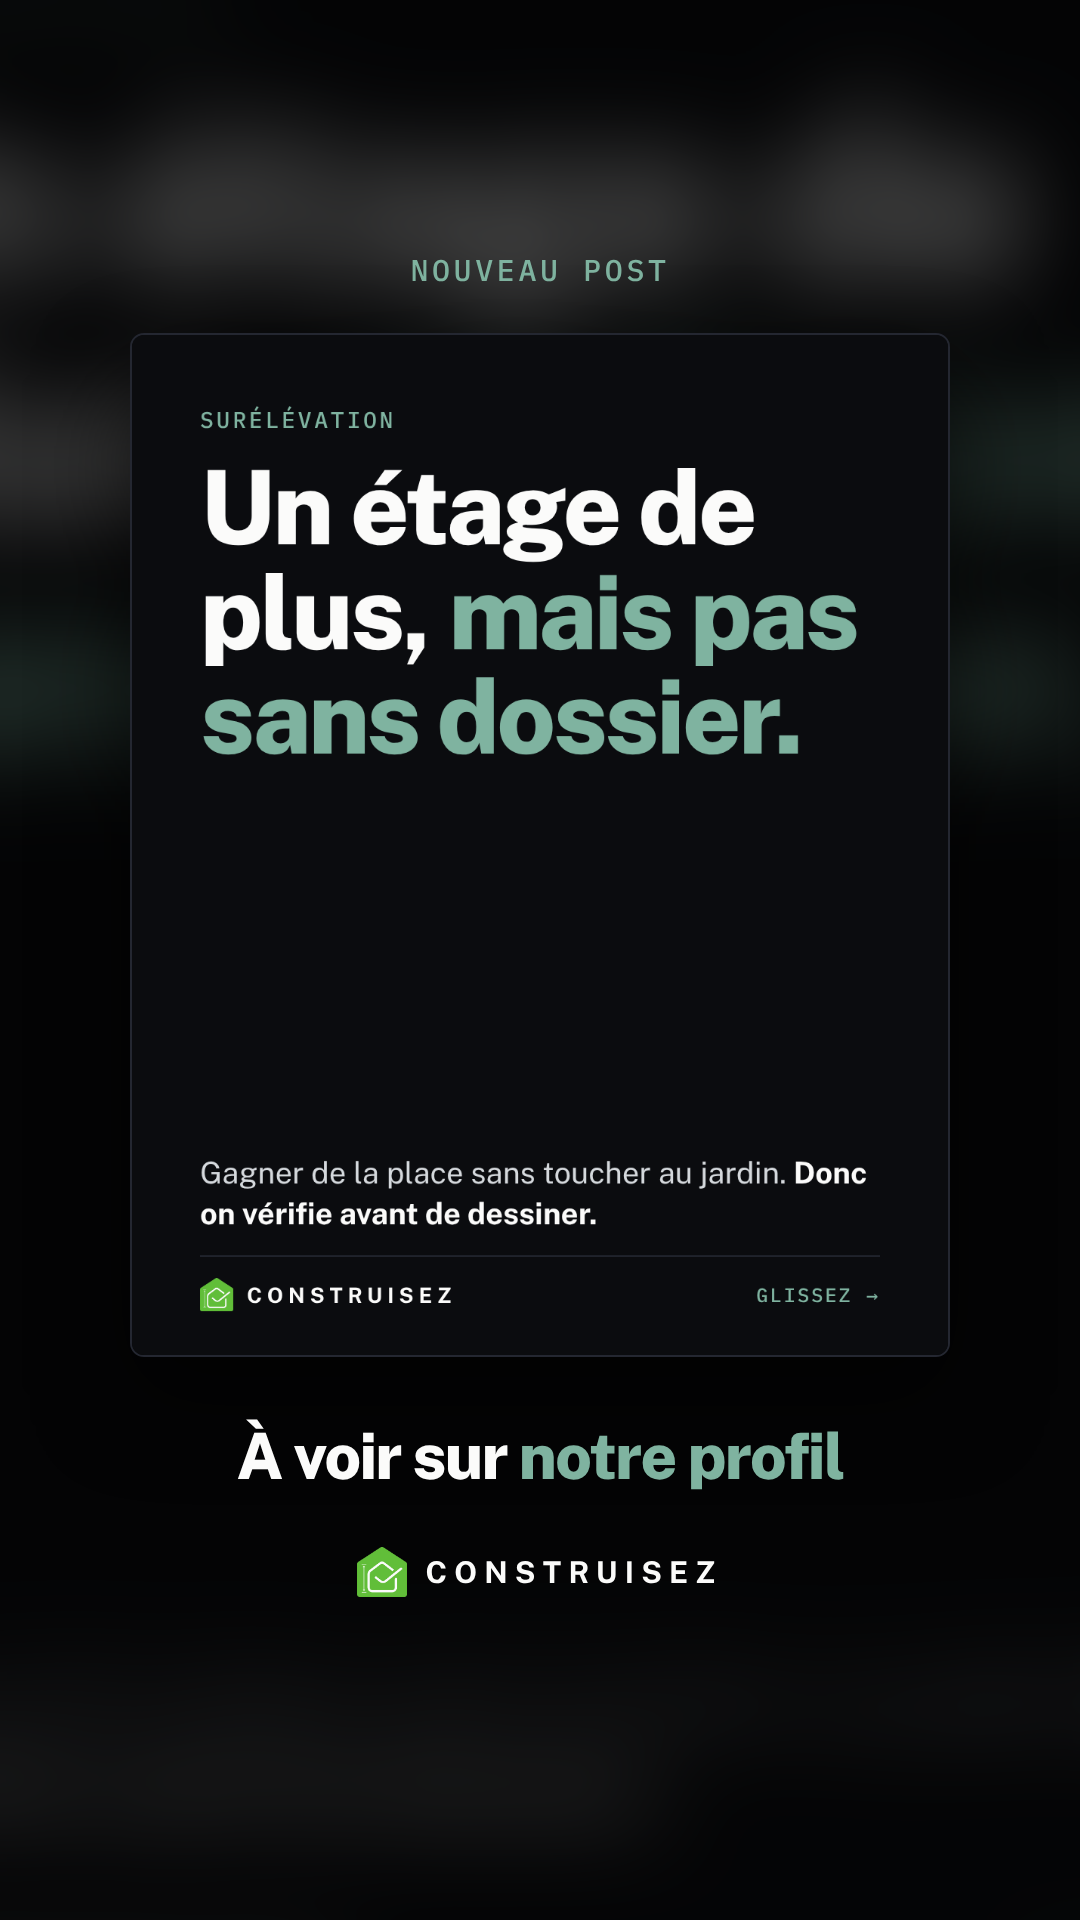 NOUVEAU POST
SURÉLÉVATION
Un étage de
plus, mais pas
sans dossier.
Gagner de la place sans toucher au jardin. Donc
on vérifie avant de dessiner.
CONSTRUISEZ
GLISSEZ →
À voir sur notre profil
CONSTRUISEZ